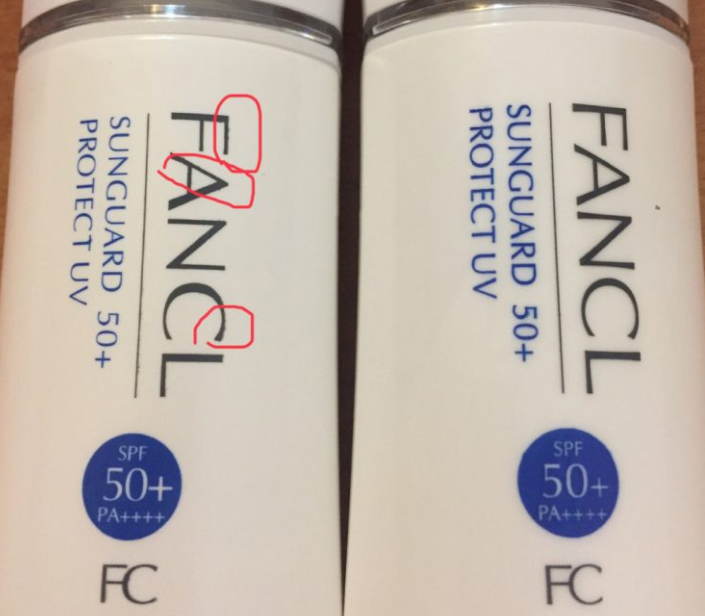 FANCL
SUNGUARD 50+
PROTECT UV
SPF
50+
PA++++
FC
FANCL
SUNGUARD 50+
PROTECT UV
SPF
50+
PA++++
FC